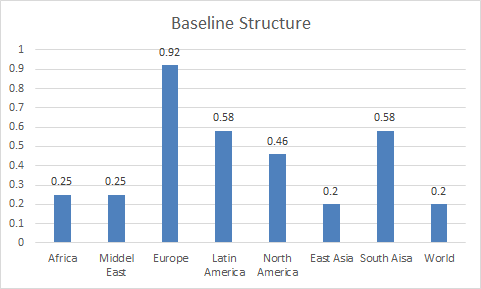 Baseline Structure
1
0.9
0.8
0.7
0.6
0.5
0.4
0.3
0.2
0.1
0
0.25
0.25
0.92
0.58
0.46
0.2
0.58
0.2
Africa
Middel
East
Europe
Latin
America
North
America
East Asia
South Aisa
World